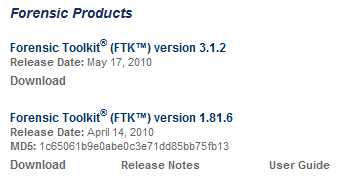 Forensic Products
Forensic Toolkit® (FTK™) version 3.1.2
Release Date: May 17, 2010
Download
Forensic Toolkit® (FTK™) version 1.81.6
Release Date: April 14, 2010
MD5: 1c65061b9e0abe0c3e71dd85bb75fb13
Download Release Notes User Guide